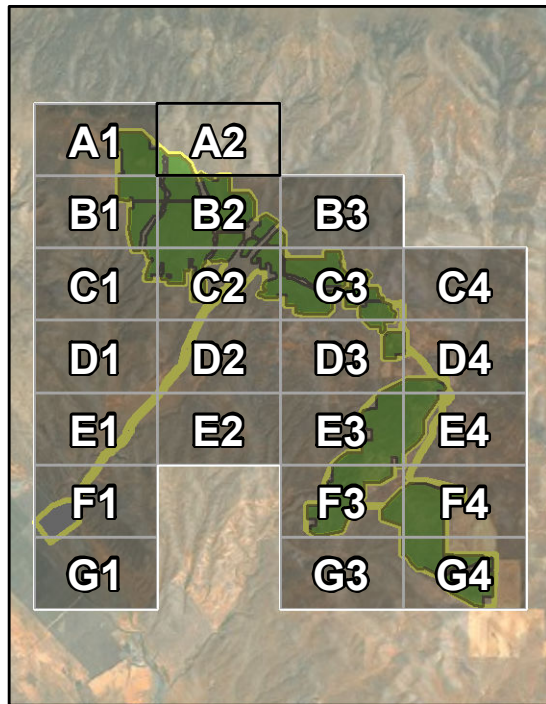 A1 A2
B1 B2 B3
C1 C2 C3 C4
D1 D2 D3 D4
E1 E2 E3 E4
F1 F3 F4
G1 G3 G4